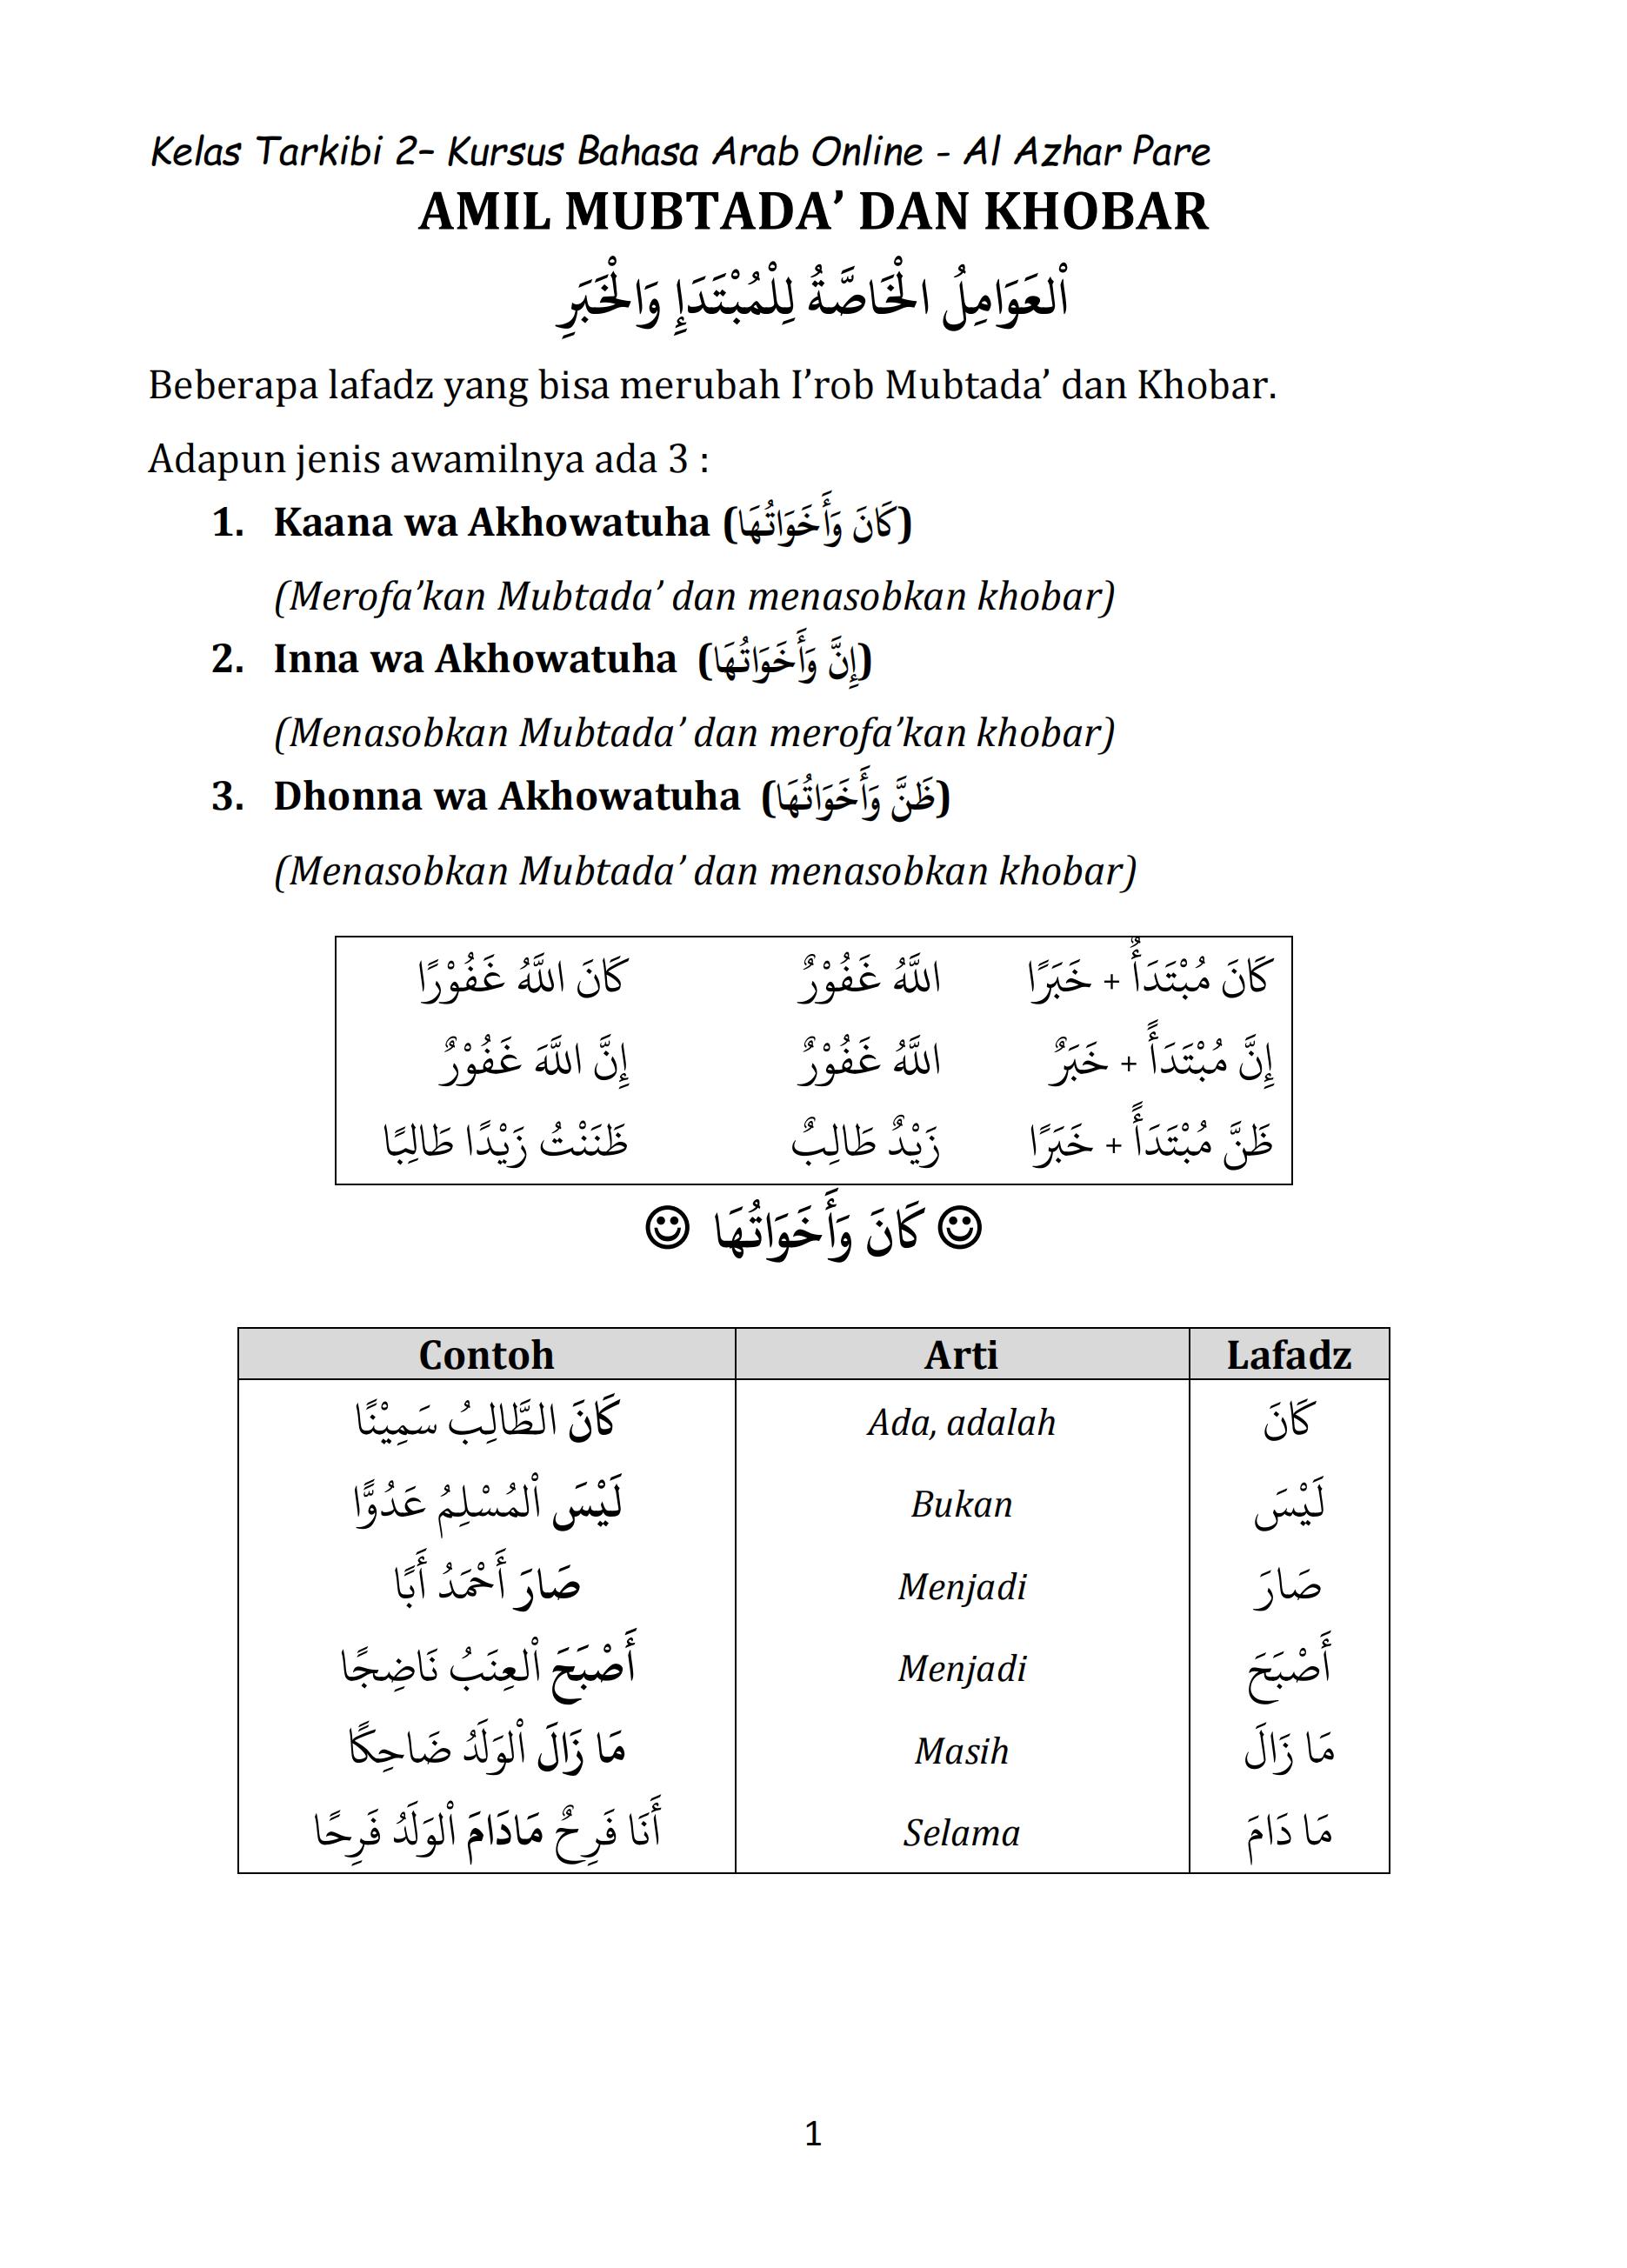 Kelas Tarkibi 2– Kursus Bahasa Arab Online - Al Azhar Pare
AMIL MUBTADA’ DAN KHOBAR
اْلعَوَامِلُ الْخَاصَّةُ لِلْمُبْتَدَإِ وَالْخَبَرِ
Beberapa lafadz yang bisa merubah I’rob Mubtada’ dan Khobar.
Adapun jenis awamilnya ada 3 :
1. Kaana wa Akhowatuha (كَانَ وَأَخَوَاتُهَا)
(Merofa’kan Mubtada’ dan menasobkan khobar)
2. Inna wa Akhowatuha (إِنَّ وَأَخَوَاتُهَا)
(Menasobkan Mubtada’ dan merofa’kan khobar)
3. Dhonna wa Akhowatuha (ظَنَّ وَأَخَوَاتُهَا)
(Menasobkan Mubtada’ dan menasobkan khobar)
كَانَ مُبْتَدَأٌ + خَبَرًا اللَّهُ غَفُوْرٌ كَانَ اللَّهُ غَفُوْرًا
إِنَّ مُبْتَدَأً + خَبَرٌ اللَّهُ غَفُوْرٌ إِنَّ اللَّهَ غَفُوْرٌ
ظَنَّ مُبْتَدَأً + خَبَرًا زَيْدٌ طَالِبٌ ظَنَنْتُ زَيْدًا طَالِبًا
☺ كَانَ وَأَخَوَاتُهَا ☺
Contoh Arti Lafadz
كَانَ الطَّالِبُ سَمِيْنًا Ada, adalah كَانَ
لَيْسَ اْلمُسْلِمُ عَدُوًّا Bukan لَيْسَ
صَارَ أَحْمَدُ أَبًا Menjadi صَارَ
أَصْبَحَ اْلعِنَبُ نَاضِجًا Menjadi أَصْبَحَ
مَا زَالَ اْلوَلَدُ ضَاحِكًا Masih مَا زَالَ
أَنَا فَرِحٌ مَادَامَ اْلوَلَدُ فَرِحًا Selama مَا دَامَ
1